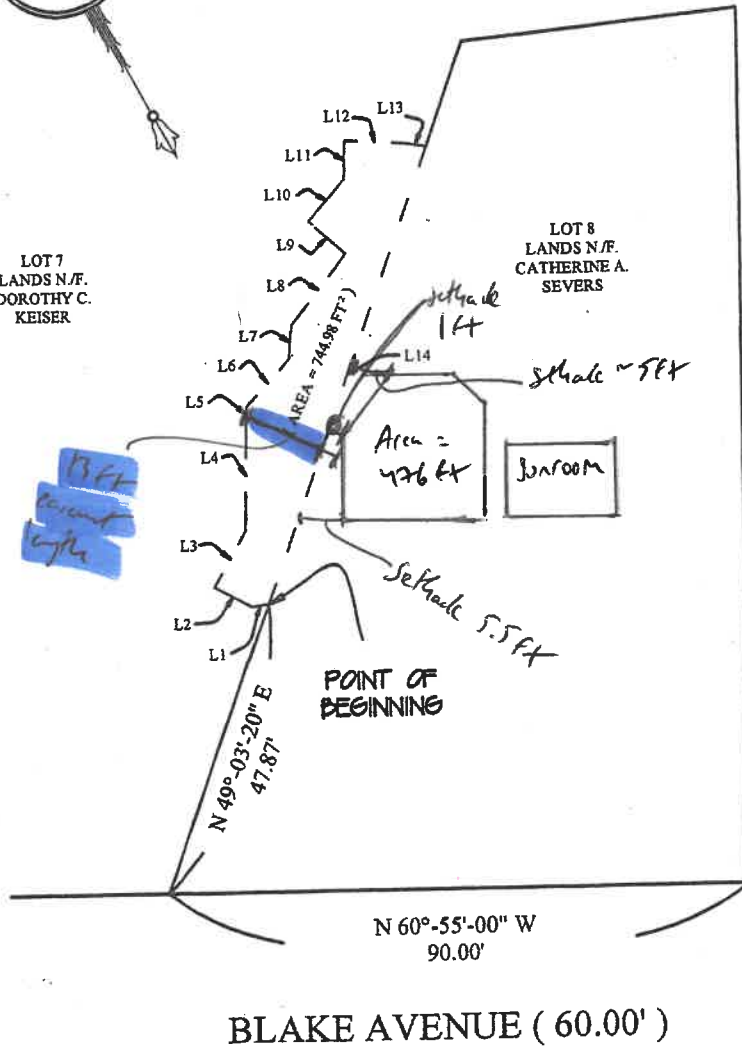 L12
L13
L11
L10
L9
L8
L7
L6
L5
L4
L3
L2
L1
L14
LOT 7
LANDS N/F.
DOROTHY C.
KEISER
LOT 8
LANDS N/F.
CATHERINE A.
SEVERS
AREA = 744.98 FT²)
setback
1 ft
setback ~ 5ft
Area =
476 ft
Sunroom
13 ft
easement
length
Setback 5.5 ft
POINT OF
BEGINNING
N 49°-03'-20" E
47.87'
N 60°-55'-00" W
90.00'
BLAKE AVENUE ( 60.00' )